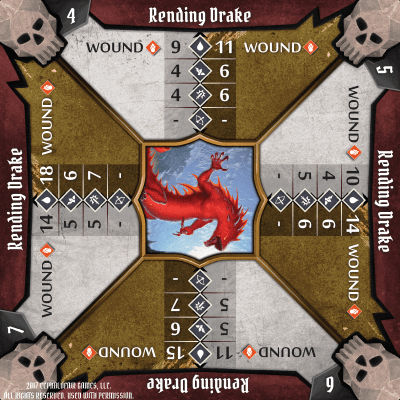 4 Rending Drake
WOUND 9 11 WOUND
4 6
4 6
- -
5 Rending Drake
WOUND 10 14 WOUND
4 6
5 6
- -
6 Rending Drake
WOUND 11 15 WOUND
5 6
5 7
- -
7 Rending Drake
WOUND 14 18 WOUND
5 6
5 7
- -
2017 CEPHALOFAIR GAMES, LLC.
ALL RIGHTS RESERVED. USED WITH PERMISSION.